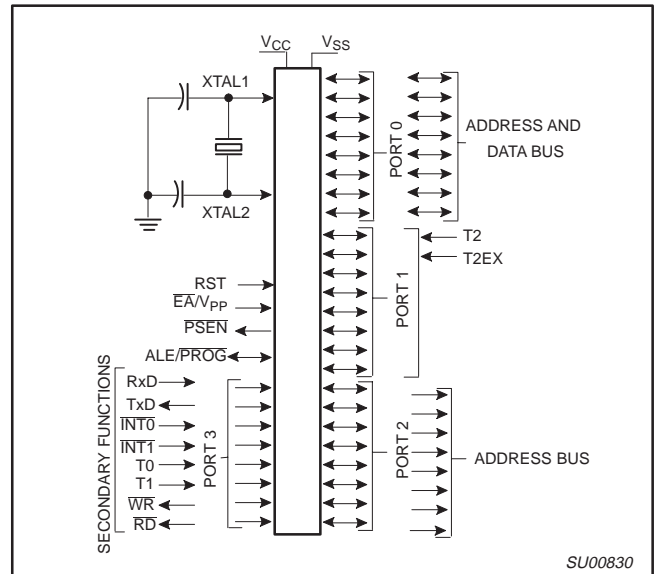 VCC VSS
XTAL1
XTAL2
PORT 0
ADDRESS AND
DATA BUS
T2
T2EX
PORT 1
RST
EA/VPP
PSEN
ALE/PROG
SECONDARY FUNCTIONS
RxD
TxD
INT0
INT1
T0
T1
WR
RD
PORT 3
PORT 2
ADDRESS BUS
SU00830